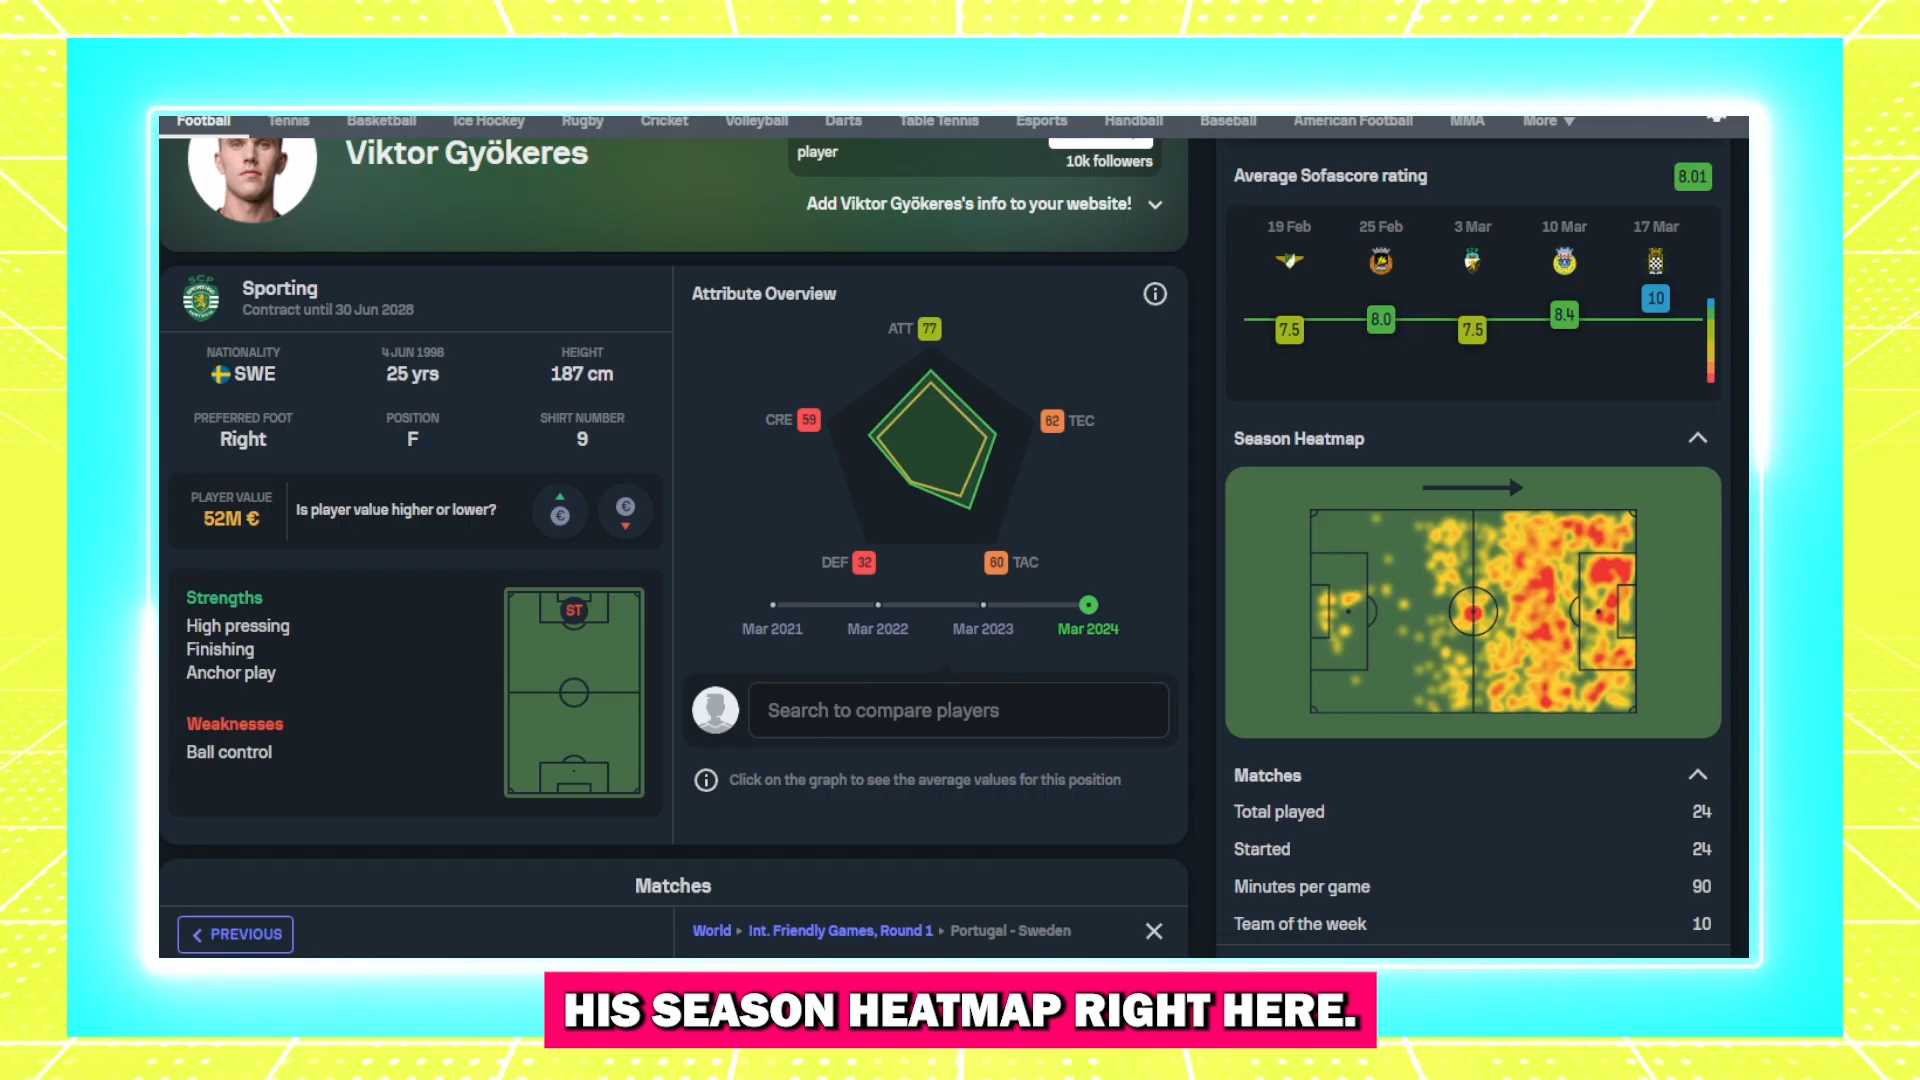 Football Tennis Basketball Ice Hockey Rugby Cricket Volleyball Darts Table Tennis Esports Handball Baseball American Football MMA More
Viktor Gyökeres
player
10k followers
Add Viktor Gyökeres's info to your website!
Sporting
Contract until 30 Jun 2028
NATIONALITY
SWE
4 JUN 1998
25 yrs
HEIGHT
187 cm
PREFERRED FOOT
Right
POSITION
F
SHIRT NUMBER
9
PLAYER VALUE
52M €
Is player value higher or lower?
€
€
Strengths
High pressing
Finishing
Anchor play
Weaknesses
Ball control
ST
Attribute Overview
ATT 77
CRE 59
62 TEC
DEF 32
60 TAC
Mar 2021 Mar 2022 Mar 2023 Mar 2024
Search to compare players
Click on the graph to see the average values for this position
Matches
PREVIOUS
World Int. Friendly Games, Round 1 Portugal - Sweden
Average Sofascore rating 8.01
19 Feb 25 Feb 3 Mar 10 Mar 17 Mar
7.5 8.0 7.5 8.4 10
Season Heatmap
Matches
Total played 24
Started 24
Minutes per game 90
Team of the week 10
HIS SEASON HEATMAP RIGHT HERE.